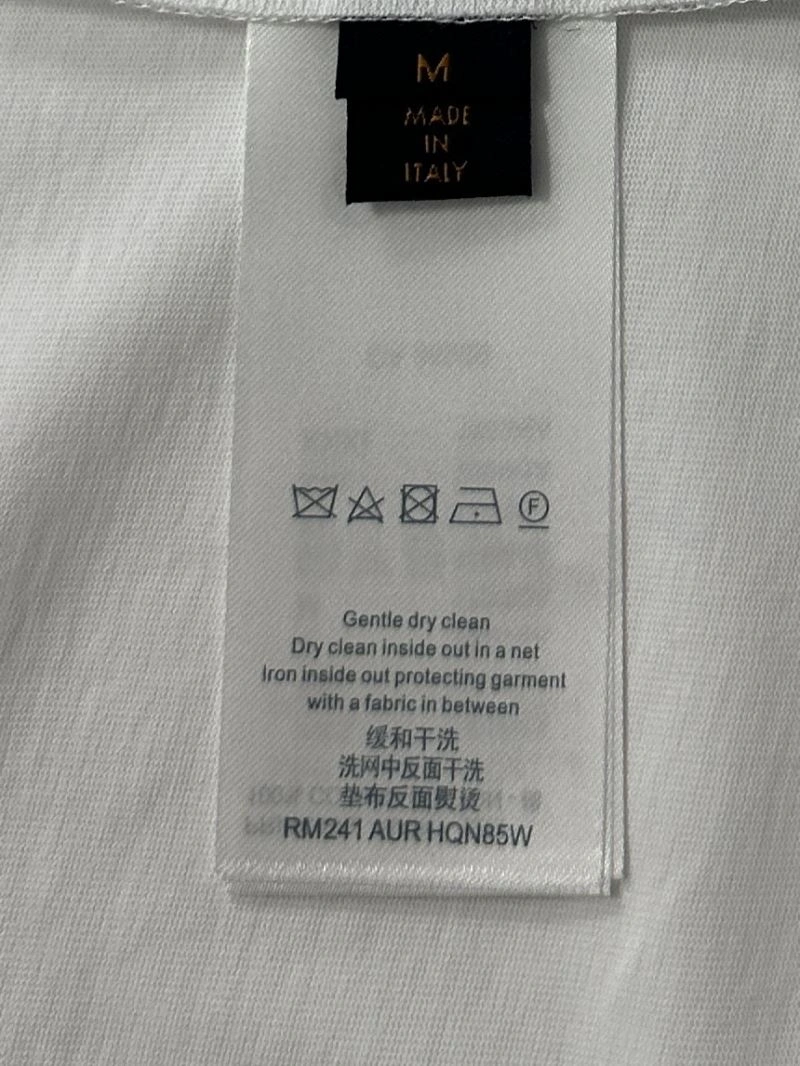 M
MADE
IN
ITALY
F
Gentle dry clean
Dry clean inside out in a net
Iron inside out protecting garment
with a fabric in between
缓和干洗
洗网中反面干洗
垫布反面熨烫
RM241 AUR HQN85W